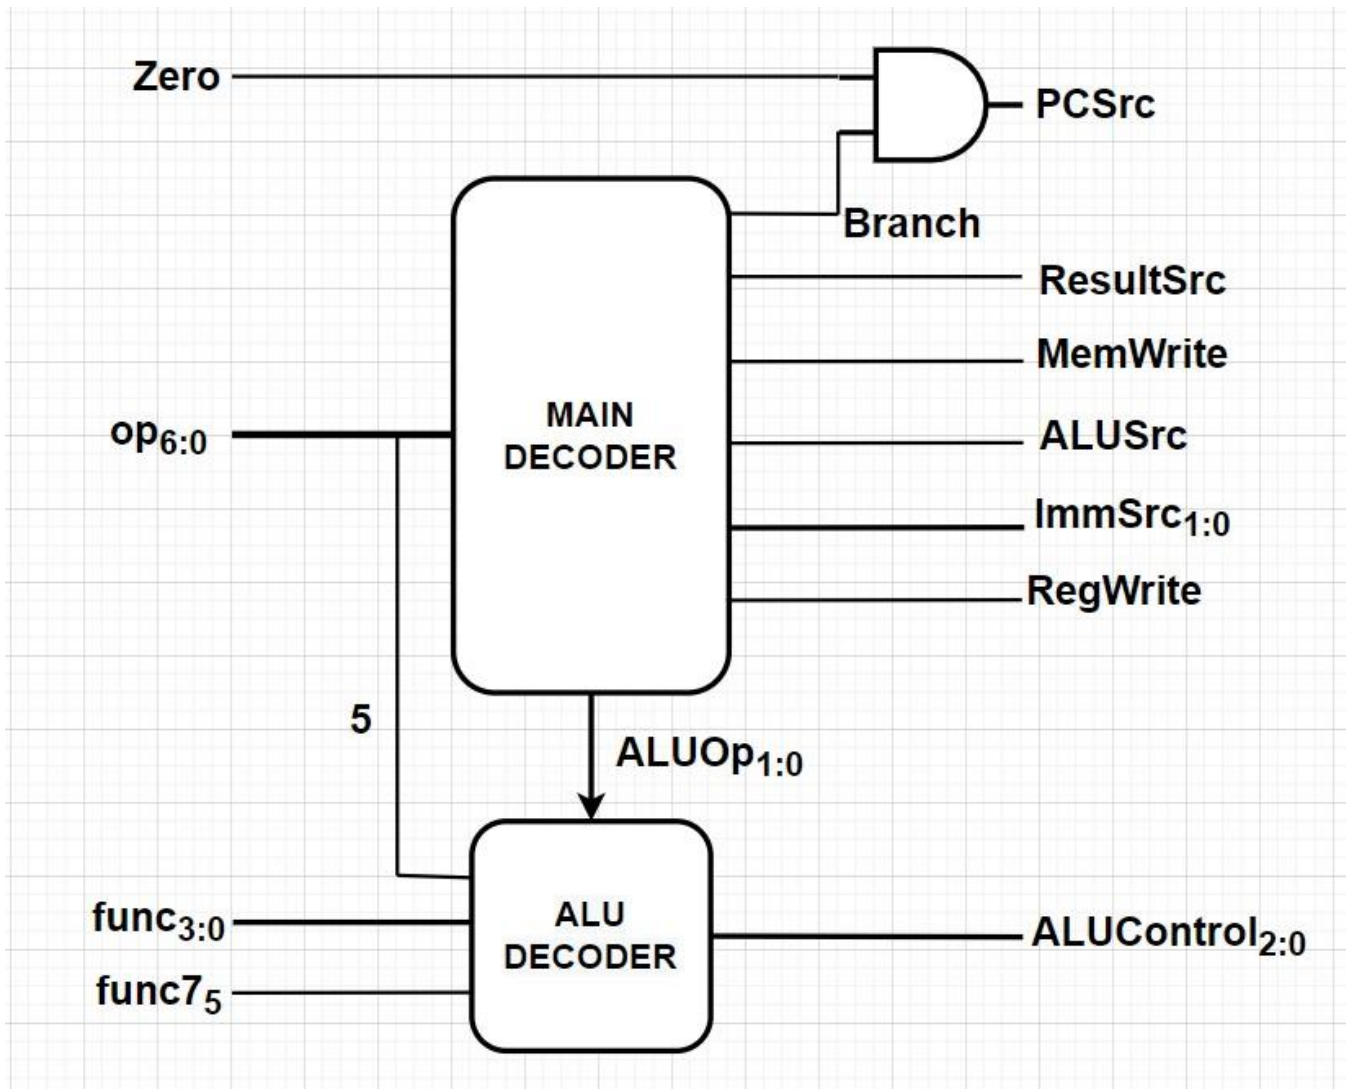 Zero
PCSrc
Branch
ResultSrc
MemWrite
MAIN
DECODER
op6:0
ALUSrc
ImmSrc1:0
RegWrite
5
ALUOp1:0
func3:0
ALU
DECODER
ALUControl2:0
func75